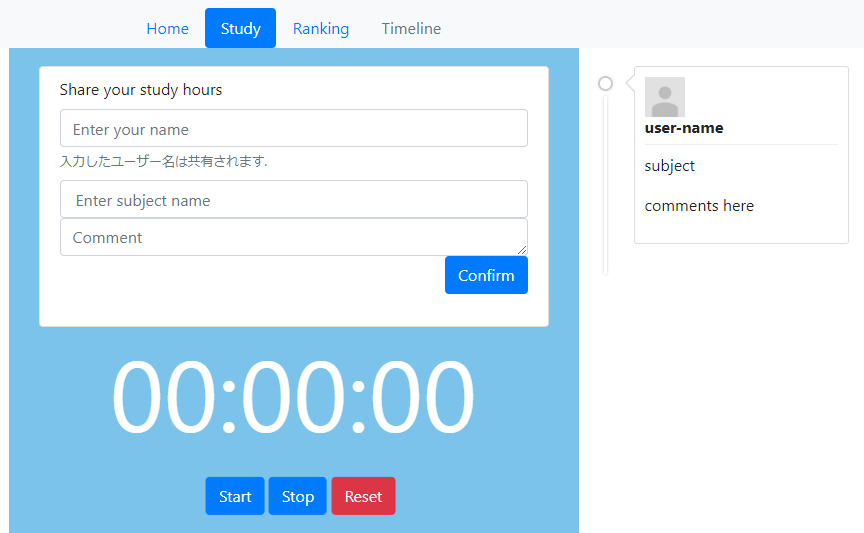 Home Study Ranking Timeline
Share your study hours
Enter your name
入力したユーザー名は共有されます.
Enter subject name
Comment
Confirm
00:00:00
Start Stop Reset
user-name
subject
comments here